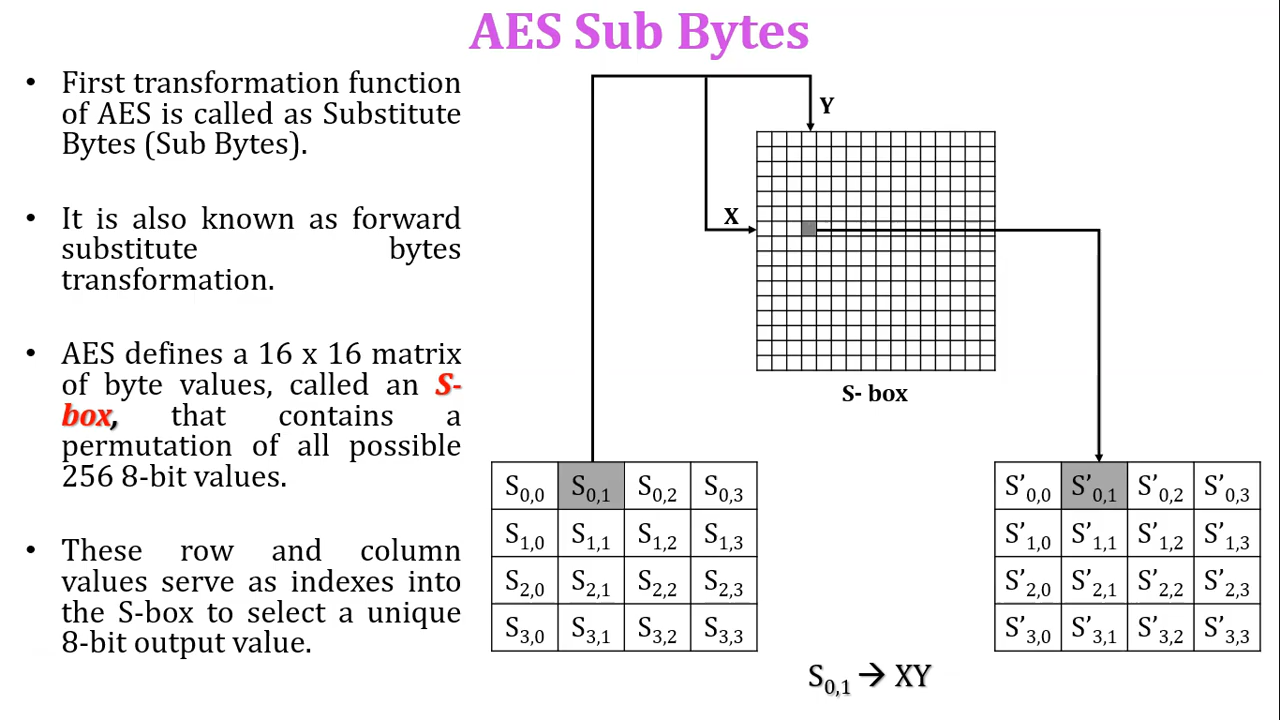 AES Sub Bytes
• First transformation function
of AES is called as Substitute
Bytes (Sub Bytes).
• It is also known as forward
substitute bytes
transformation.
• AES defines a 16 x 16 matrix
of byte values, called an S-
box, that contains a
permutation of all possible
256 8-bit values.
• These row and column
values serve as indexes into
the S-box to select a unique
8-bit output value.
Y
X
S- box
S0,0 S0,1 S0,2 S0,3
S1,0 S1,1 S1,2 S1,3
S2,0 S2,1 S2,2 S2,3
S3,0 S3,1 S3,2 S3,3
S’0,0 S’0,1 S’0,2 S’0,3
S’1,0 S’1,1 S’1,2 S’1,3
S’2,0 S’2,1 S’2,2 S’2,3
S’3,0 S’3,1 S’3,2 S’3,3
S0,1 → XY